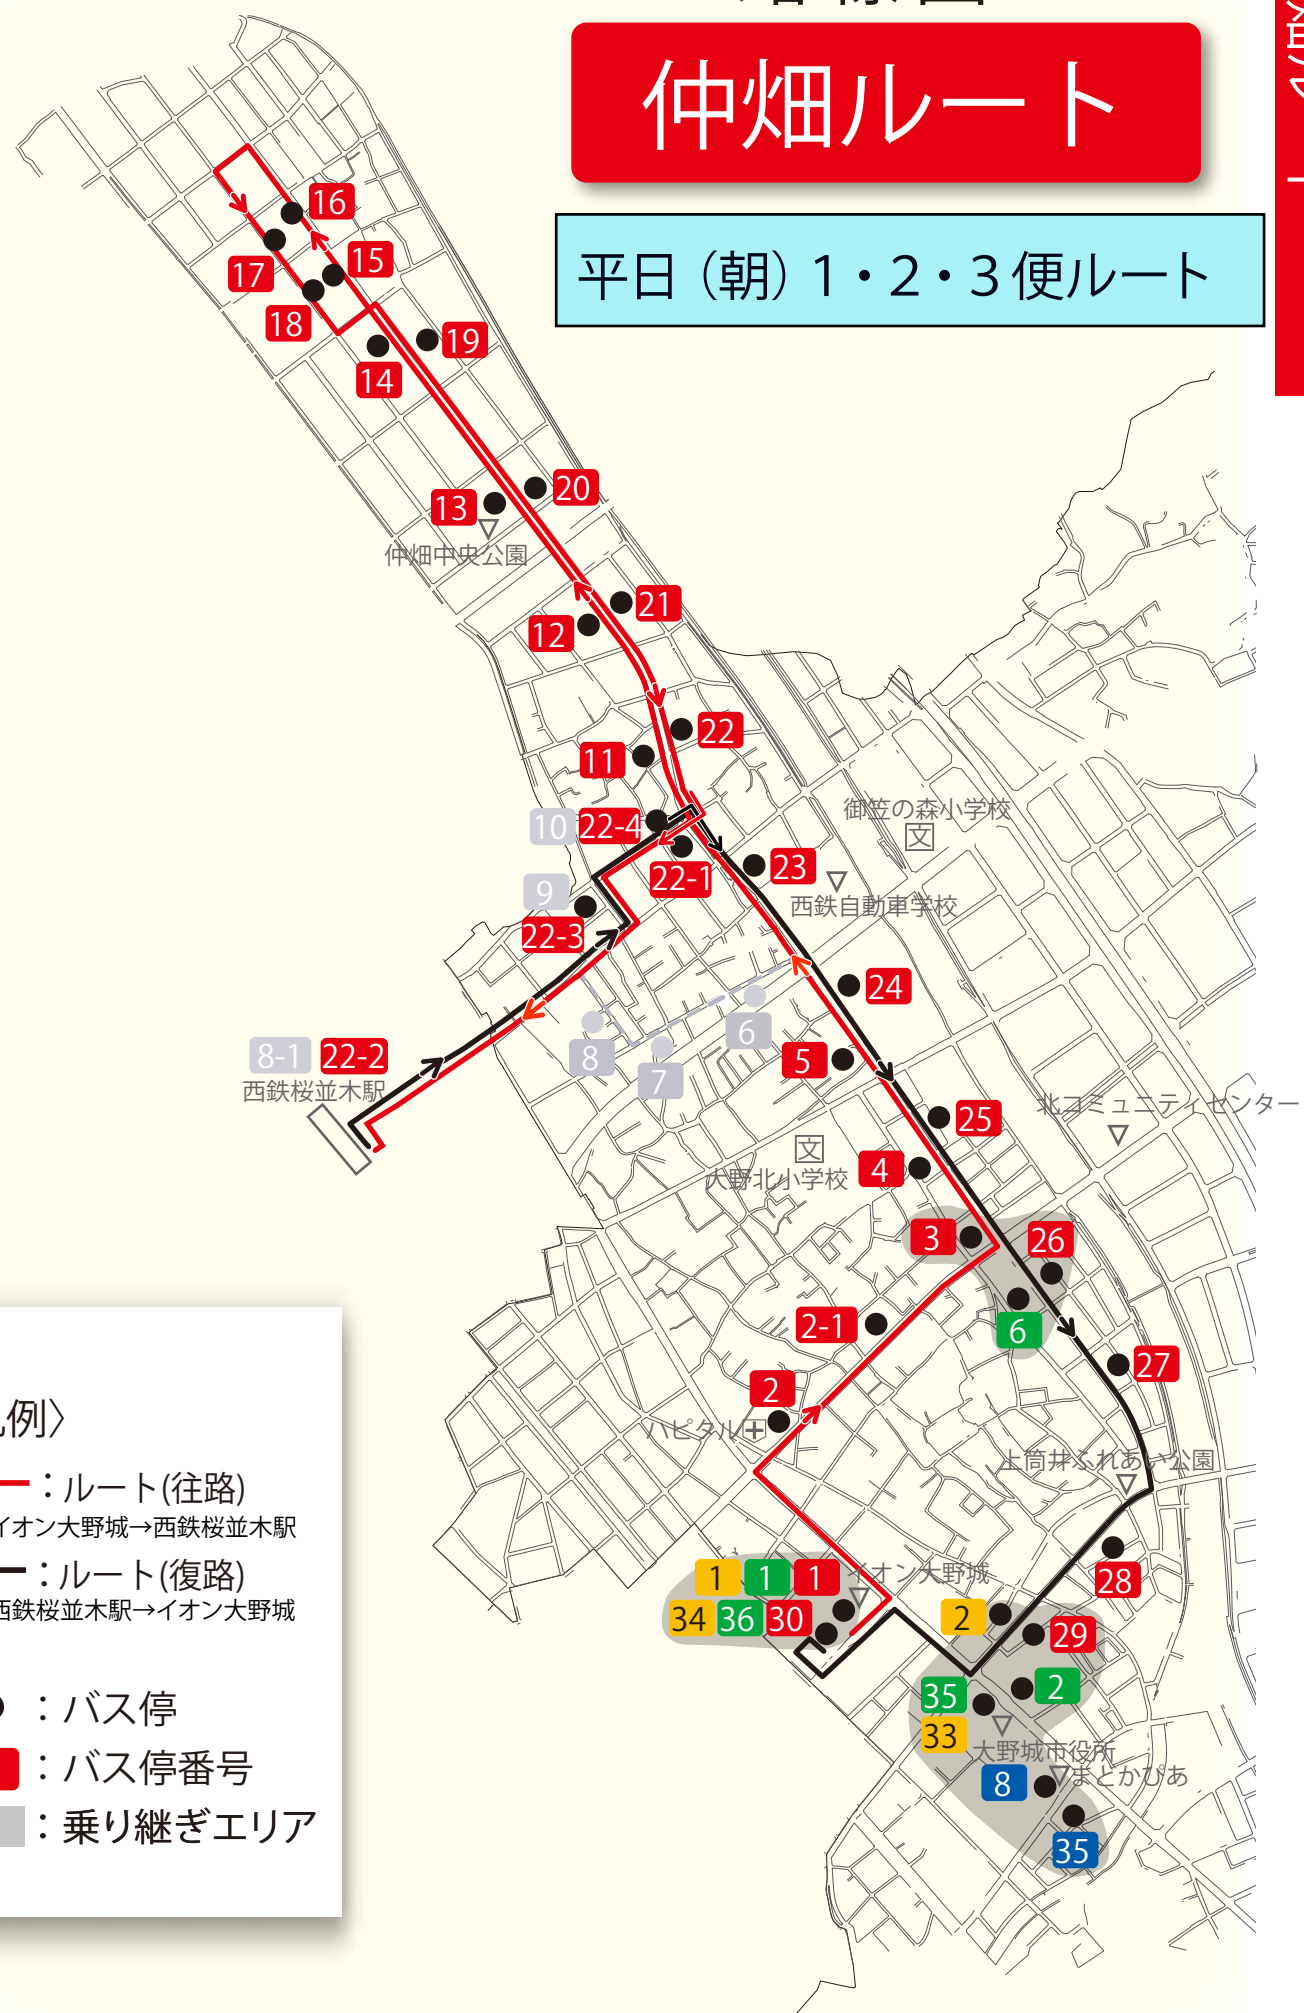 仲畑ルート
平日（朝）1・2・3便ルート
16
15
17
18
19
14
20
13
仲畑中央公園
21
12
22
11
御笠の森小学校
文
10 22-4
22-1
23
9
西鉄自動車学校
22-3
24
6
8-1 22-2
8
5
7
西鉄桜並木駅
北コミュニティセンター
25
文
大野北小学校
4
3
26
2-1
6
27
2
ハピタル
上筒井ふれあい公園
1 1 1
イオン大野城
28
34 36 30
2
29
35
2
33
大野城市役所
8
まどかぴあ
35
例〉
：ルート(往路)
イオン大野城→西鉄桜並木駅
：ルート(復路)
西鉄桜並木駅→イオン大野城
：バス停
：バス停番号
：乗り継ぎエリア